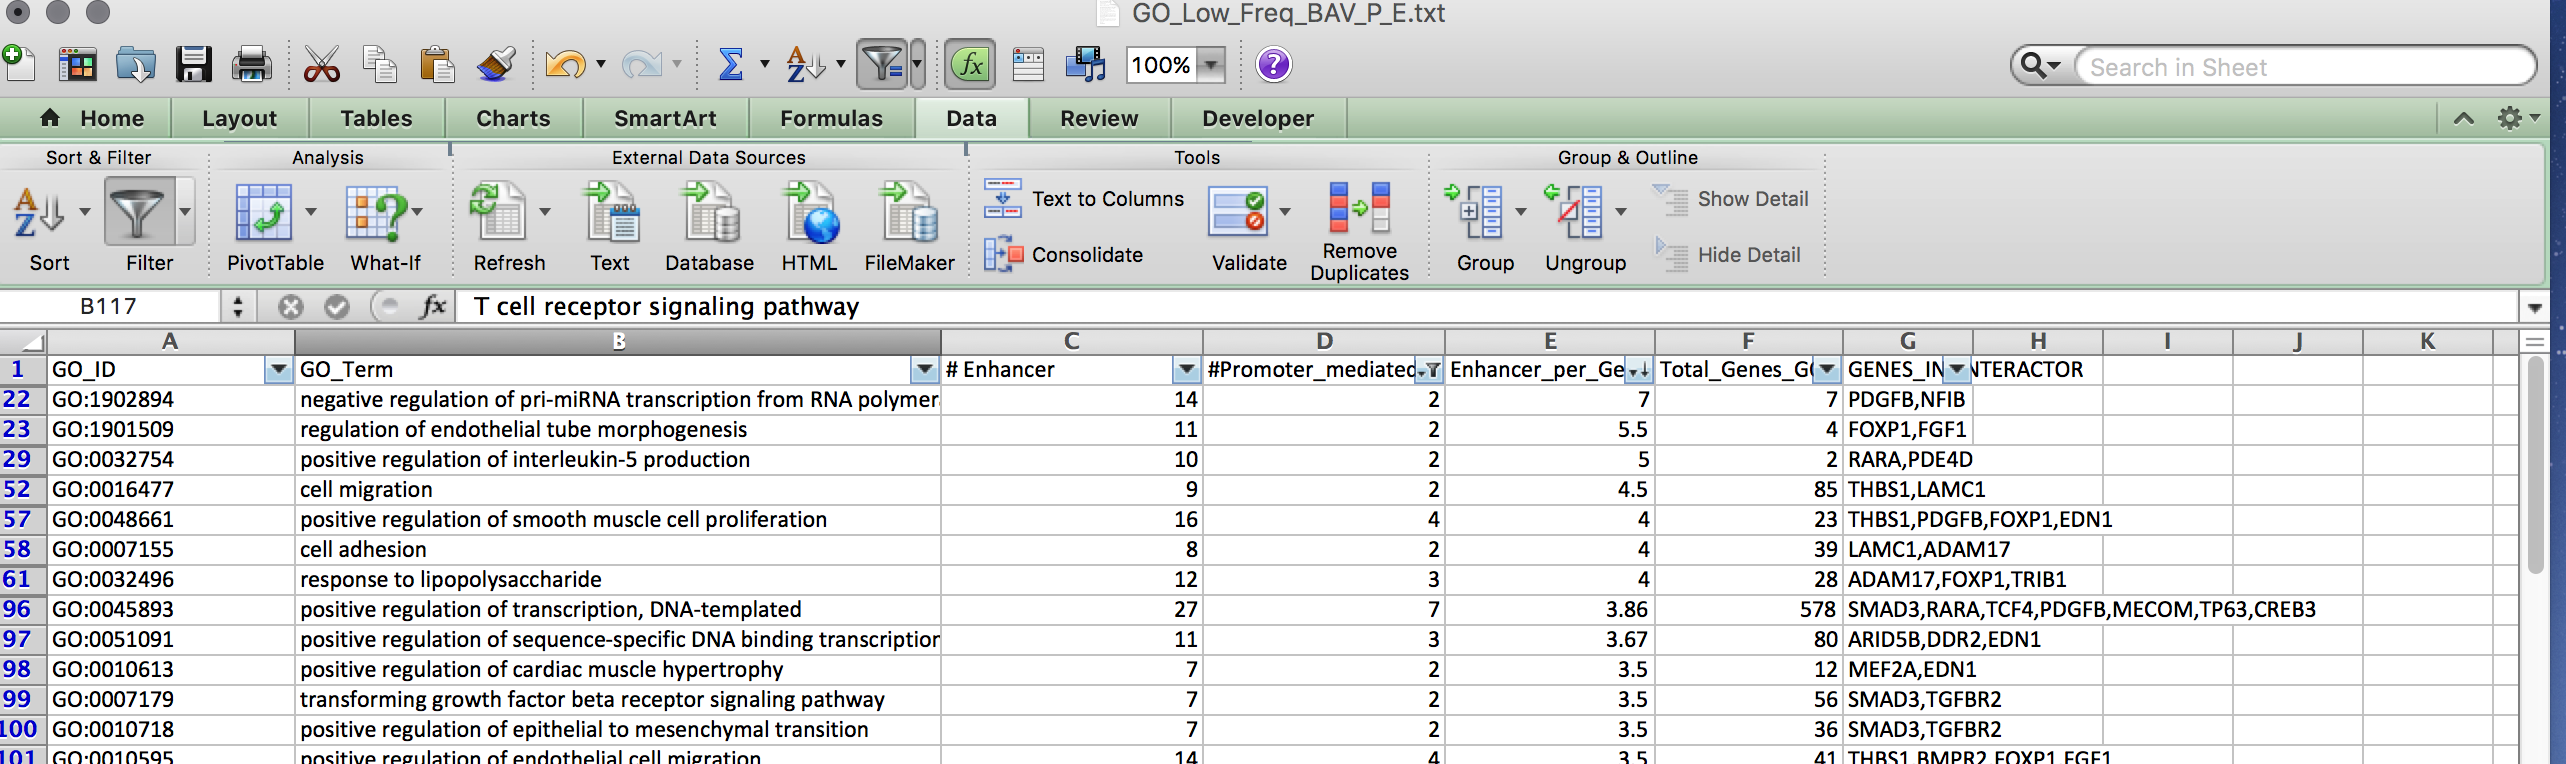 GO_Low_Freq_BAV_P_E.txt
100%
Search in Sheet
Home Layout Tables Charts SmartArt Formulas Data Review Developer
Sort & Filter Analysis External Data Sources Tools Group & Outline
Sort Filter PivotTable What-If Refresh Text Database HTML FileMaker Text to Columns Consolidate Validate Remove Duplicates Group Ungroup Show Detail Hide Detail
B117 fx T cell receptor signaling pathway
A B C D E F G H I J K
1 GO_ID GO_Term # Enhancer #Promoter_mediated Enhancer_per_Ge Total_Genes_G GENES_IN NTERACTOR
22 GO:1902894 negative regulation of pri-miRNA transcription from RNA polymer 14 2 7 7 PDGFB,NFIB
23 GO:1901509 regulation of endothelial tube morphogenesis 11 2 5.5 4 FOXP1,FGF1
29 GO:0032754 positive regulation of interleukin-5 production 10 2 5 2 RARA,PDE4D
52 GO:0016477 cell migration 9 2 4.5 85 THBS1,LAMC1
57 GO:0048661 positive regulation of smooth muscle cell proliferation 16 4 4 23 THBS1,PDGFB,FOXP1,EDN1
58 GO:0007155 cell adhesion 8 2 4 39 LAMC1,ADAM17
61 GO:0032496 response to lipopolysaccharide 12 3 4 28 ADAM17,FOXP1,TRIB1
96 GO:0045893 positive regulation of transcription, DNA-templated 27 7 3.86 578 SMAD3,RARA,TCF4,PDGFB,MECOM,TP63,CREB3
97 GO:0051091 positive regulation of sequence-specific DNA binding transcription 11 3 3.67 80 ARID5B,DDR2,EDN1
98 GO:0010613 positive regulation of cardiac muscle hypertrophy 7 2 3.5 12 MEF2A,EDN1
99 GO:0007179 transforming growth factor beta receptor signaling pathway 7 2 3.5 56 SMAD3,TGFBR2
100 GO:0010718 positive regulation of epithelial to mesenchymal transition 7 2 3.5 36 SMAD3,TGFBR2
101 GO:0010595 positive regulation of endothelial cell migration 14 4 3.5 41 THBS1,BMPR2,FOXP1,FGF1